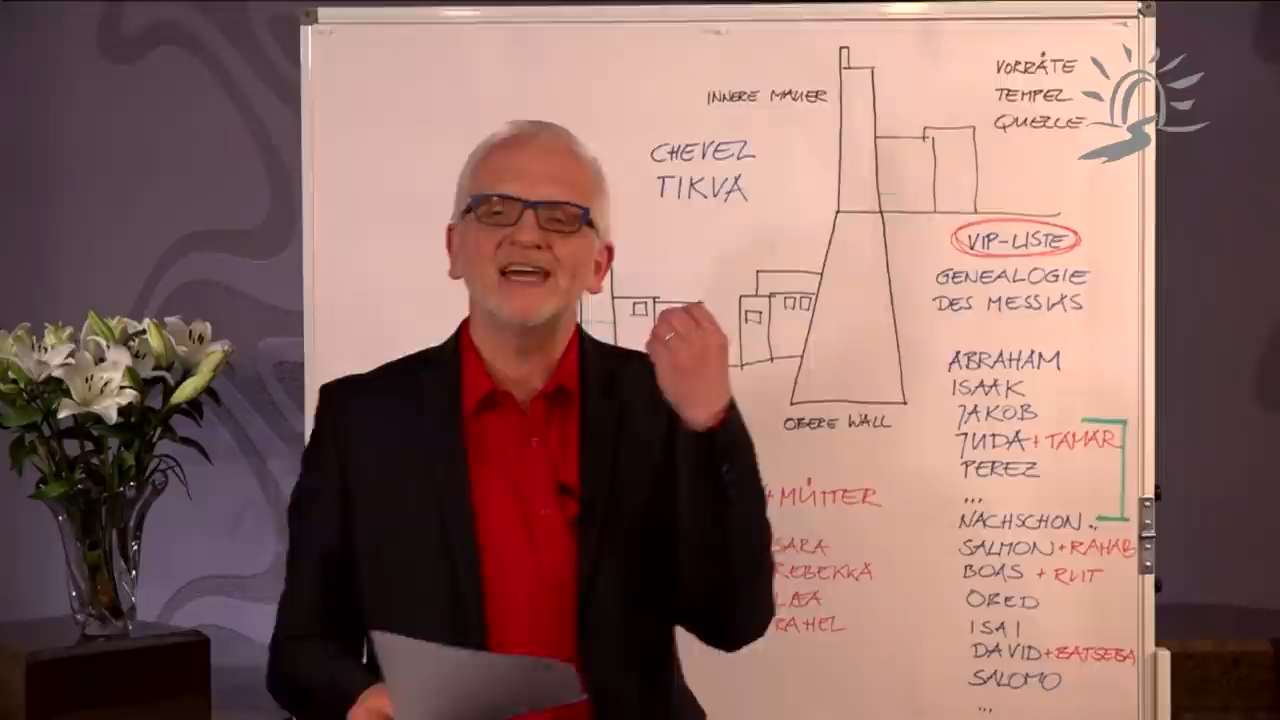 INNERE MAUER
VORRÄTE
TEMPEL
QUELLE
CHEVEL
TIKVA
VIP-LISTE
GENEALOGIE
DES MESSIAS
ABRAHAM
ISAAK
JAKOB
JUDA + TAMAR
PEREZ
...
NACHSCHON
SALMON + RAHAB
BOAS + RUT
OBED
ISAI
DAVID + BATSEBA
SALOMO
...
OBERE WALL
+ MÜTTER
SARA
REBEKKA
LEA
RAHEL